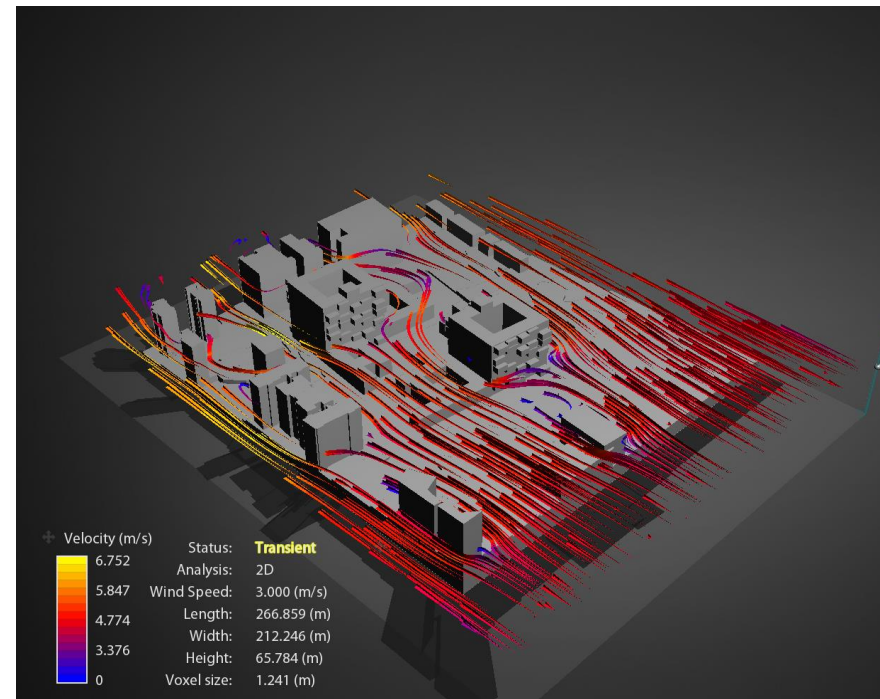 Velocity (m/s)
6.752
5.847
4.774
3.376
0
Status: Transient
Analysis: 2D
Wind Speed: 3.000 (m/s)
Length: 266.859 (m)
Width: 212.246 (m)
Height: 65.784 (m)
Voxel size: 1.241 (m)